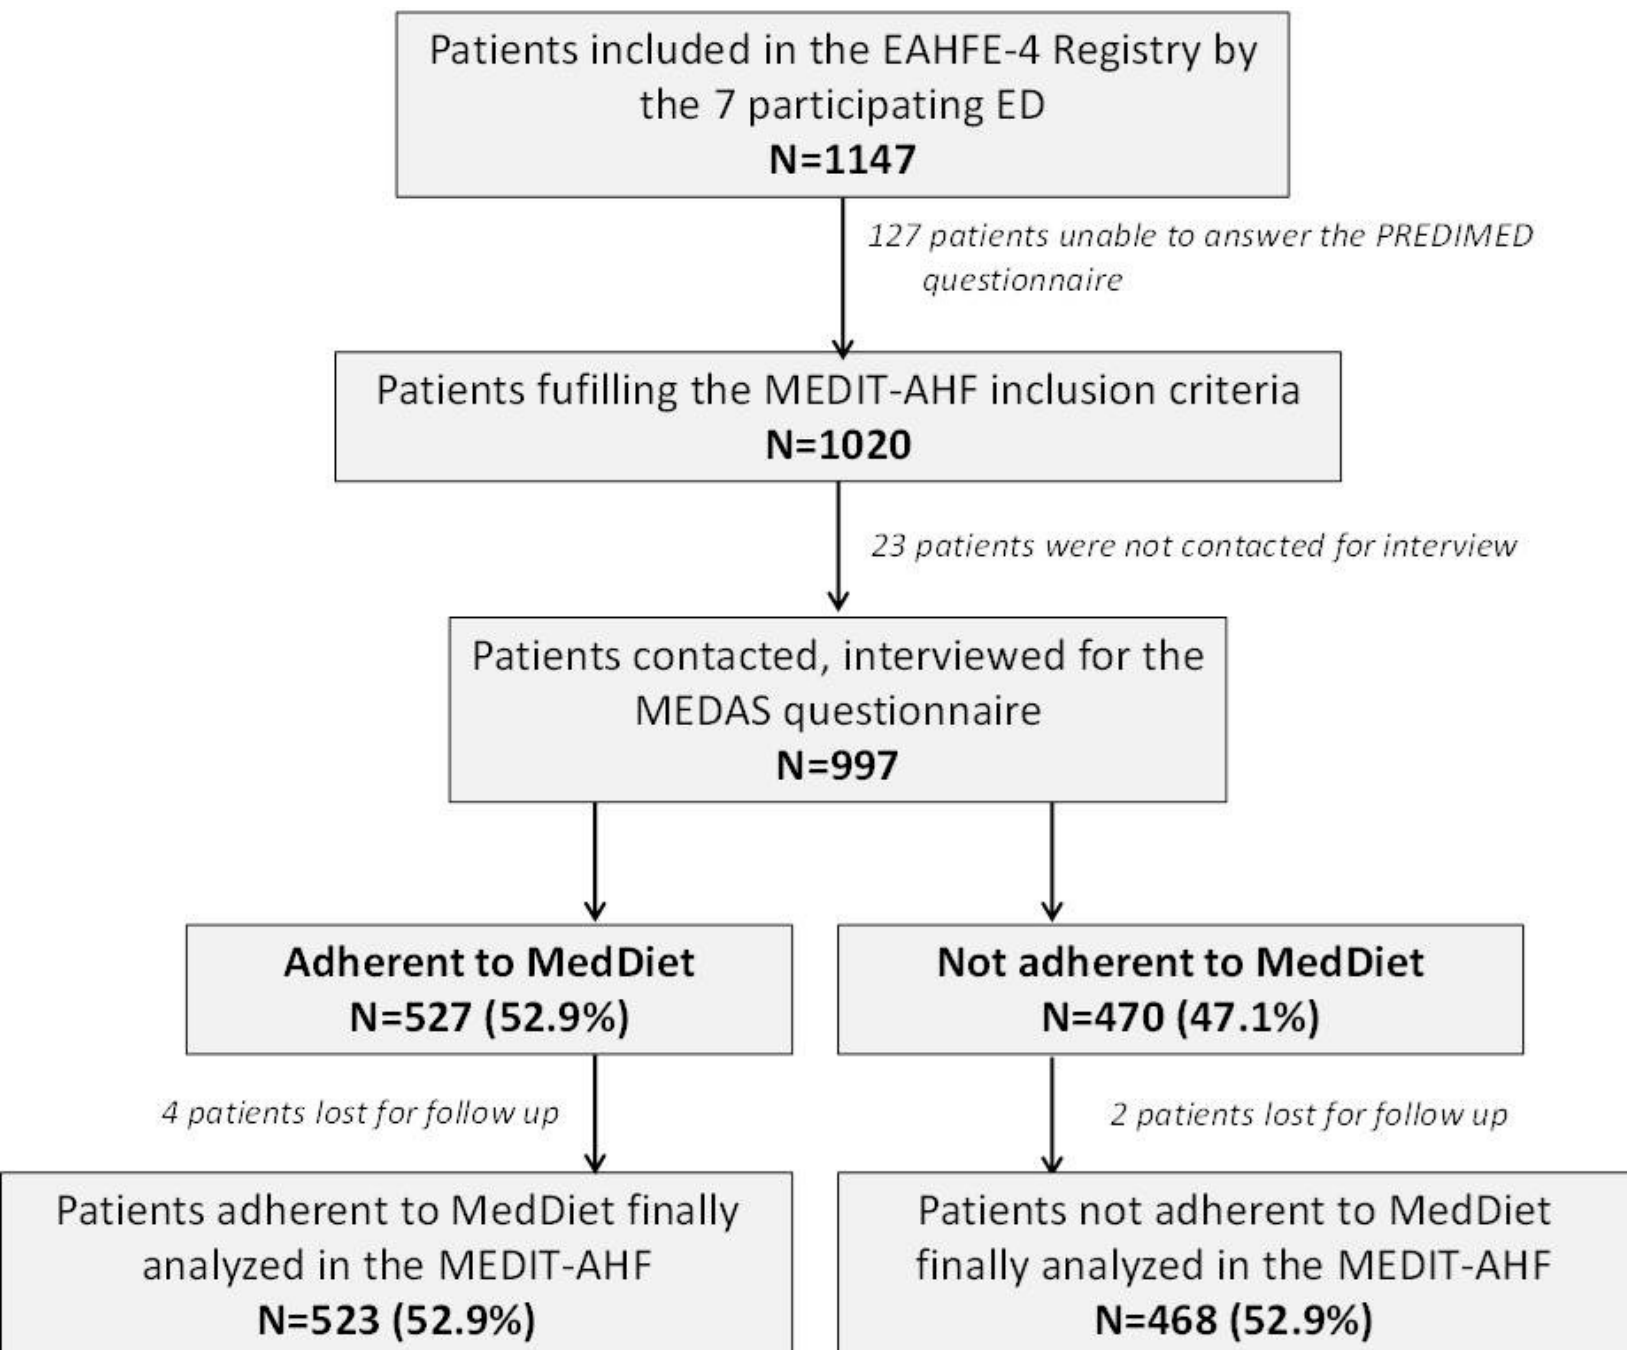 Patients included in the EAHFE-4 Registry by
the 7 participating ED
N=1147
127 patients unable to answer the PREDIMED
questionnaire
Patients fufilling the MEDIT-AHF inclusion criteria
N=1020
23 patients were not contacted for interview
Patients contacted, interviewed for the
MEDAS questionnaire
N=997
Adherent to MedDiet
N=527 (52.9%)
Not adherent to MedDiet
N=470 (47.1%)
4 patients lost for follow up
2 patients lost for follow up
Patients adherent to MedDiet finally
analyzed in the MEDIT-AHF
N=523 (52.9%)
Patients not adherent to MedDiet
finally analyzed in the MEDIT-AHF
N=468 (52.9%)